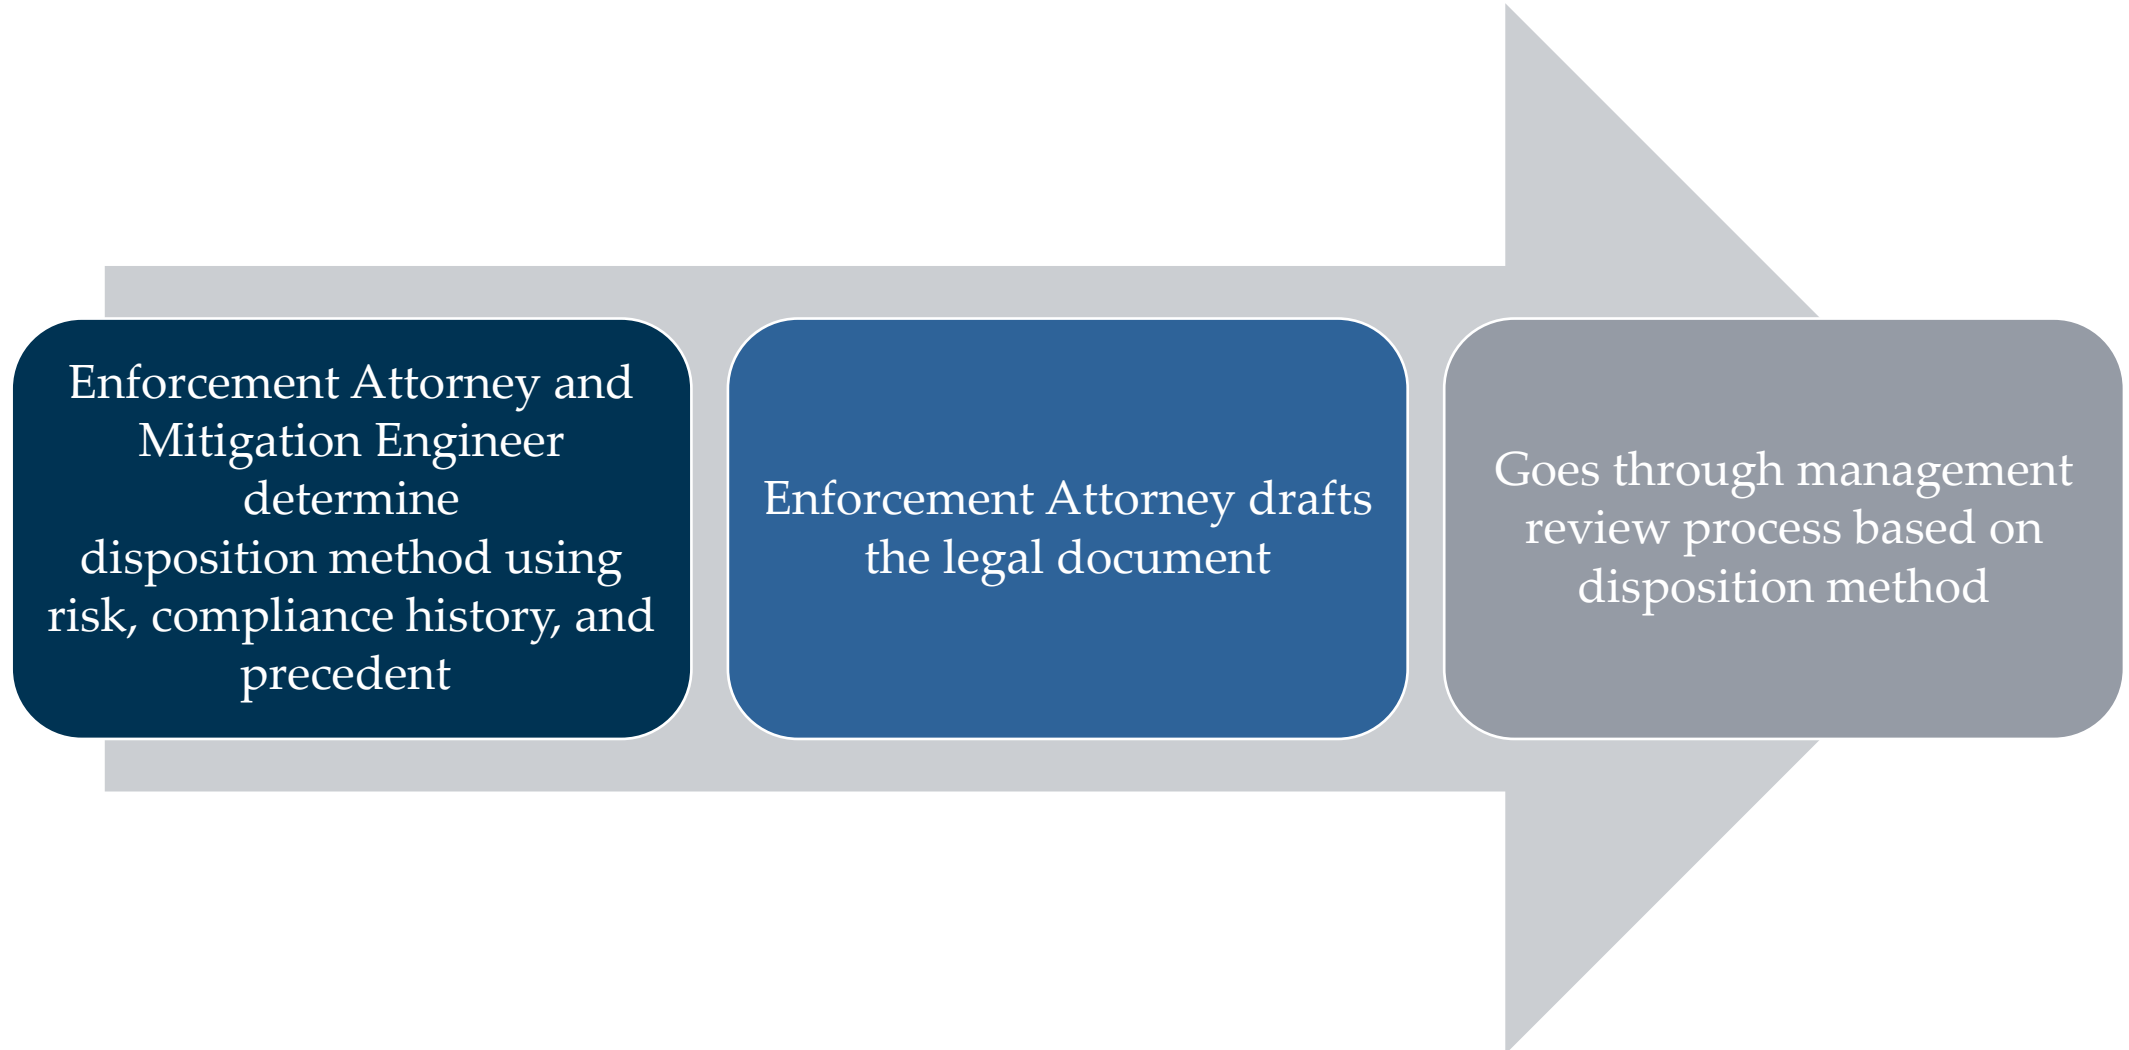 Enforcement Attorney and
Mitigation Engineer
determine
disposition method using
risk, compliance history, and
precedent
Enforcement Attorney drafts
the legal document
Goes through management
review process based on
disposition method